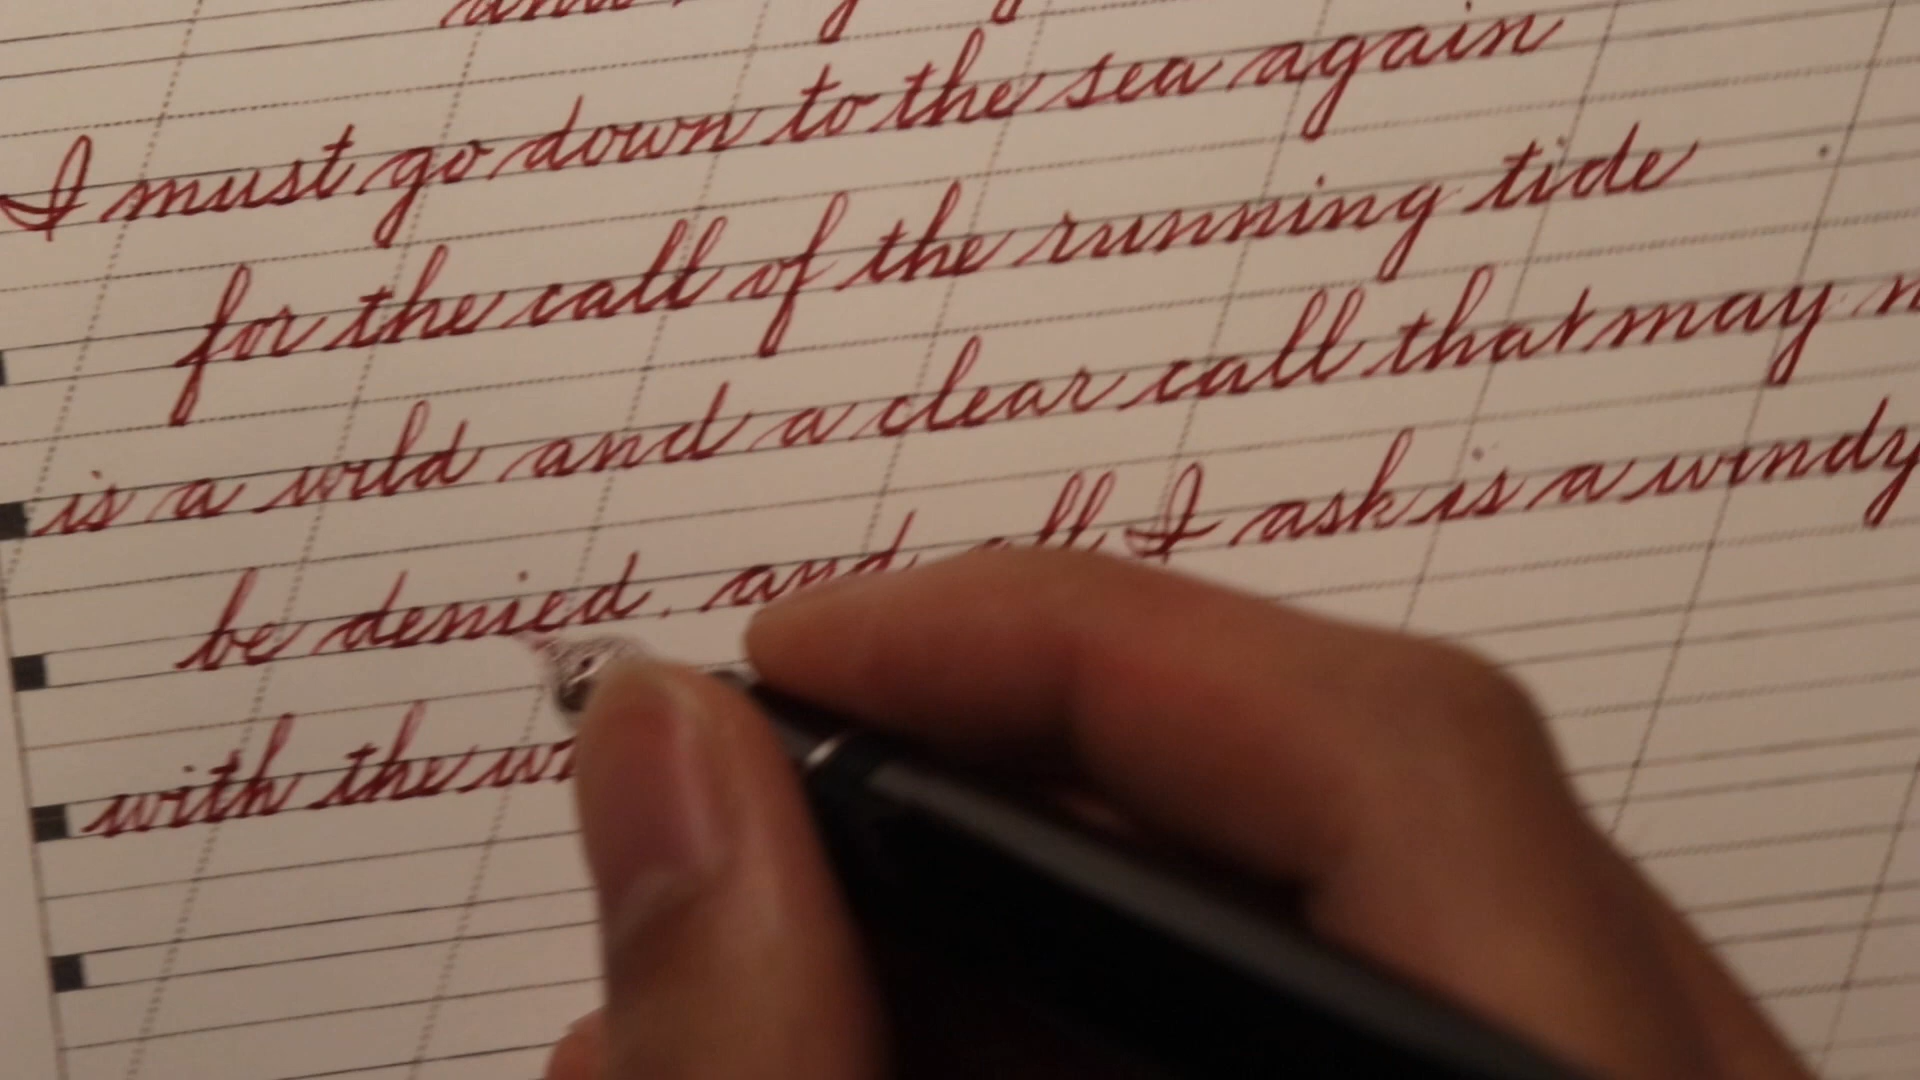 I must go down to the sea again
for the call of the running tide
is a wild and a clear call that may
be denied. and all I ask is a windy
with the